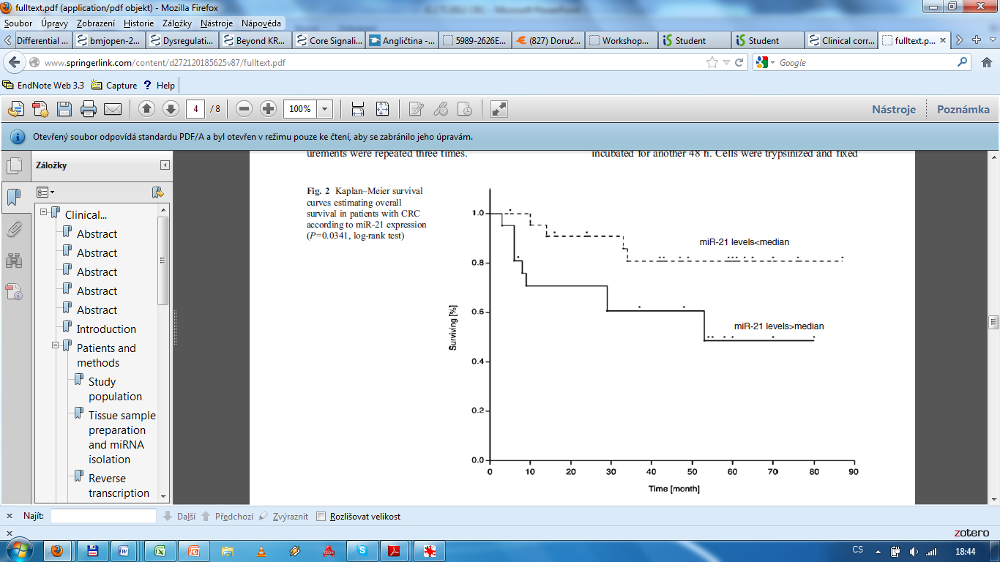 fulltext.pdf (application/pdf objekt) - Mozilla Firefox
Soubor Úpravy Zobrazení Historie Záložky Nástroje Nápověda
Differential ... bmjopen-2... Dysregulati... Beyond KR... Core Signali... Angličtina -... 5989-2626E... (827) Doruč... Workshop... Student Student Clinical corr... fulltext.p...
www.springerlink.com/content/d272120185625v87/fulltext.pdf Google
EndNote Web 3.3 Capture ? Help
4 / 8 100% Nástroje Poznámka
Otevřený soubor odpovídá standardu PDF/A a byl otevřen v režimu pouze ke čtení, aby se zabránilo jeho úpravám.
Záložky
Clinical...
Abstract
Abstract
Abstract
Abstract
Abstract
Introduction
Patients and
methods
Study
population
Tissue sample
preparation
and miRNA
isolation
Reverse
transcription
urements were repeated three times.
incubated for another 48 h. Cells were trypsinized and fixed
Fig. 2 Kaplan–Meier survival
curves estimating overall
survival in patients with CRC
according to miR-21 expression
(P=0.0341, log-rank test)
1.0
0.8
0.6
0.4
0.2
0.0
Surviving [%]
miR-21 levels<median
miR-21 levels>median
0 10 20 30 40 50 60 70 80 90
Time [month]
Najít: Další Předchozí Zvýraznit Rozlišovat velikost
zotero
CS 18:44